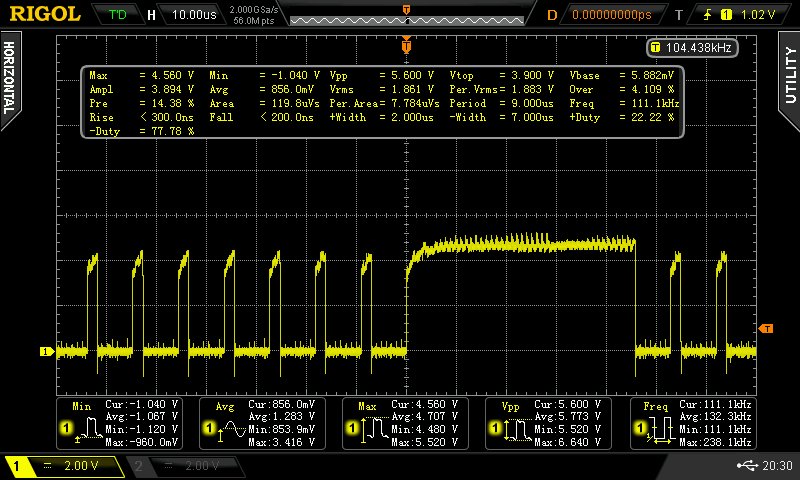 RIGOL T'D H 10.00us 2.000GSa/s 56.0M pts T D 0.00000000ps T 1 1.02 V
HORIZONTAL
UTILITY
T 104.438kHz
Max = 4.560 V Min = -1.040 V Vpp = 5.600 V Vtop = 3.900 V Vbase = 5.882mV
Ampl = 3.894 V Avg = 856.0mV Vrms = 1.861 V Per.Vrms= 1.883 V Over = 4.109 %
Pre = 14.38 % Area = 119.8uVs Per.Area= 7.784uVs Period = 9.000us Freq = 111.1kHz
Rise < 300.0ns Fall < 200.0ns +Width = 2.000us -Width = 7.000us +Duty = 22.22 %
-Duty = 77.78 %
1
T
Min
1
Cur:-1.040 V
Avg:-1.067 V
Min:-1.120 V
Max:-960.0mV
Avg
1
Cur:856.0mV
Avg:1.283 V
Min:853.9mV
Max:3.416 V
Max
1
Cur:4.560 V
Avg:4.707 V
Min:4.480 V
Max:5.520 V
Vpp
1
Cur:5.600 V
Avg:5.773 V
Min:5.520 V
Max:6.640 V
Freq
1
Cur:111.1kHz
Avg:132.3kHz
Min:111.1kHz
Max:238.1kHz
1 2.00 V 2 2.00 V 20:30